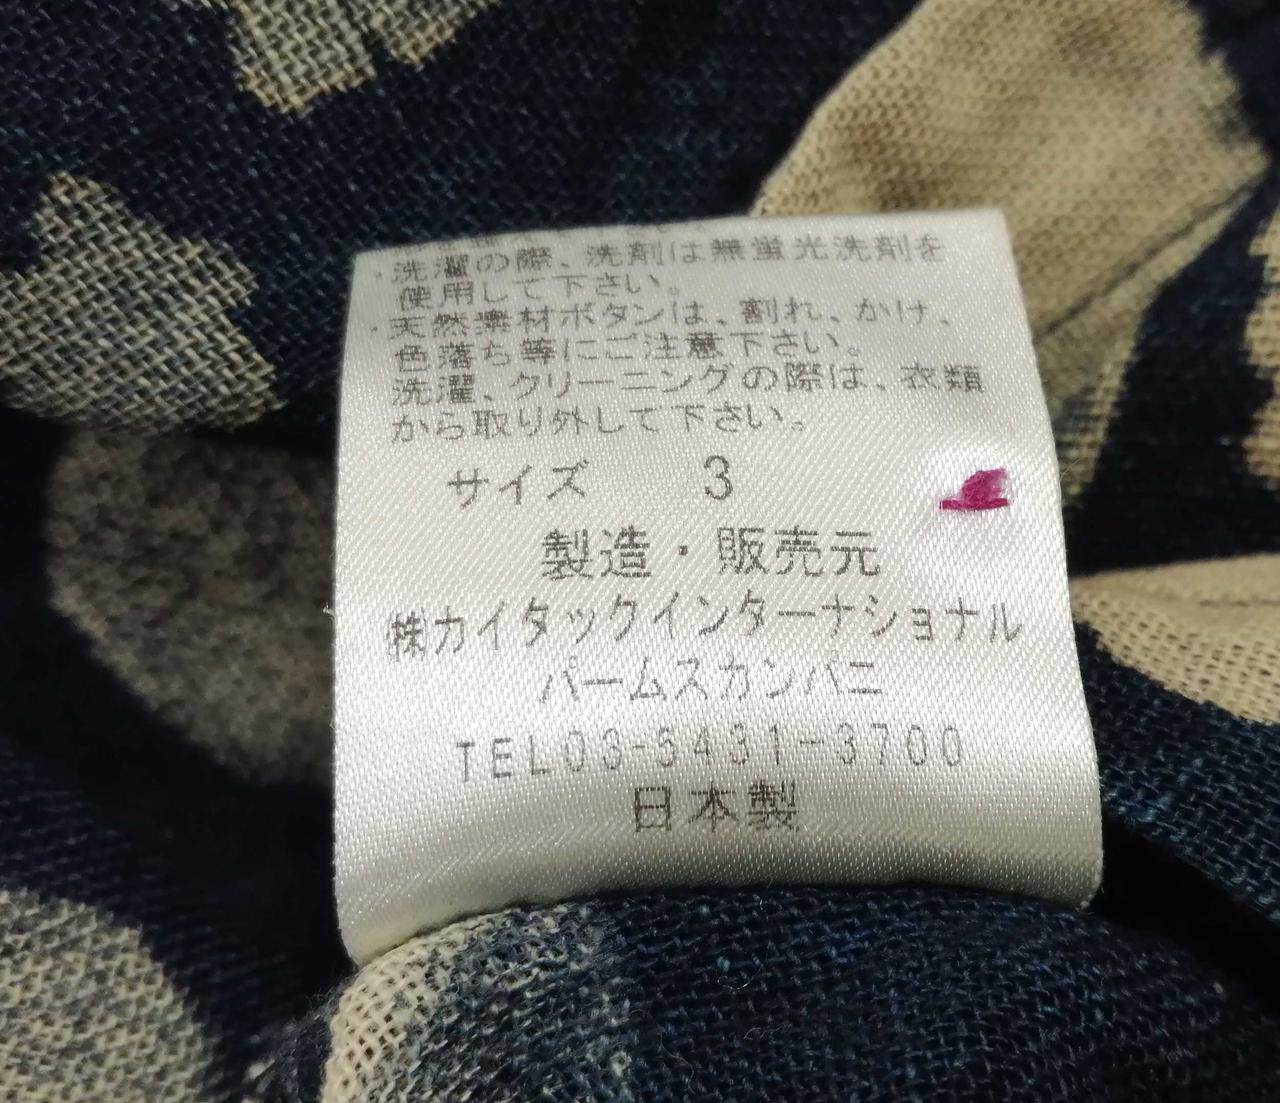 ・洗濯の際、洗剤は無蛍光洗剤を
使用して下さい。
・天然素材ボタンは、割れ、かけ、
色落ち等にご注意下さい。
洗濯、クリーニングの際は、衣類
から取り外して下さい。
サイズ 3
製造・販売元
㈱カイタックインターナショナル
パームスカンパニ
TEL03-5431-3700
日本製